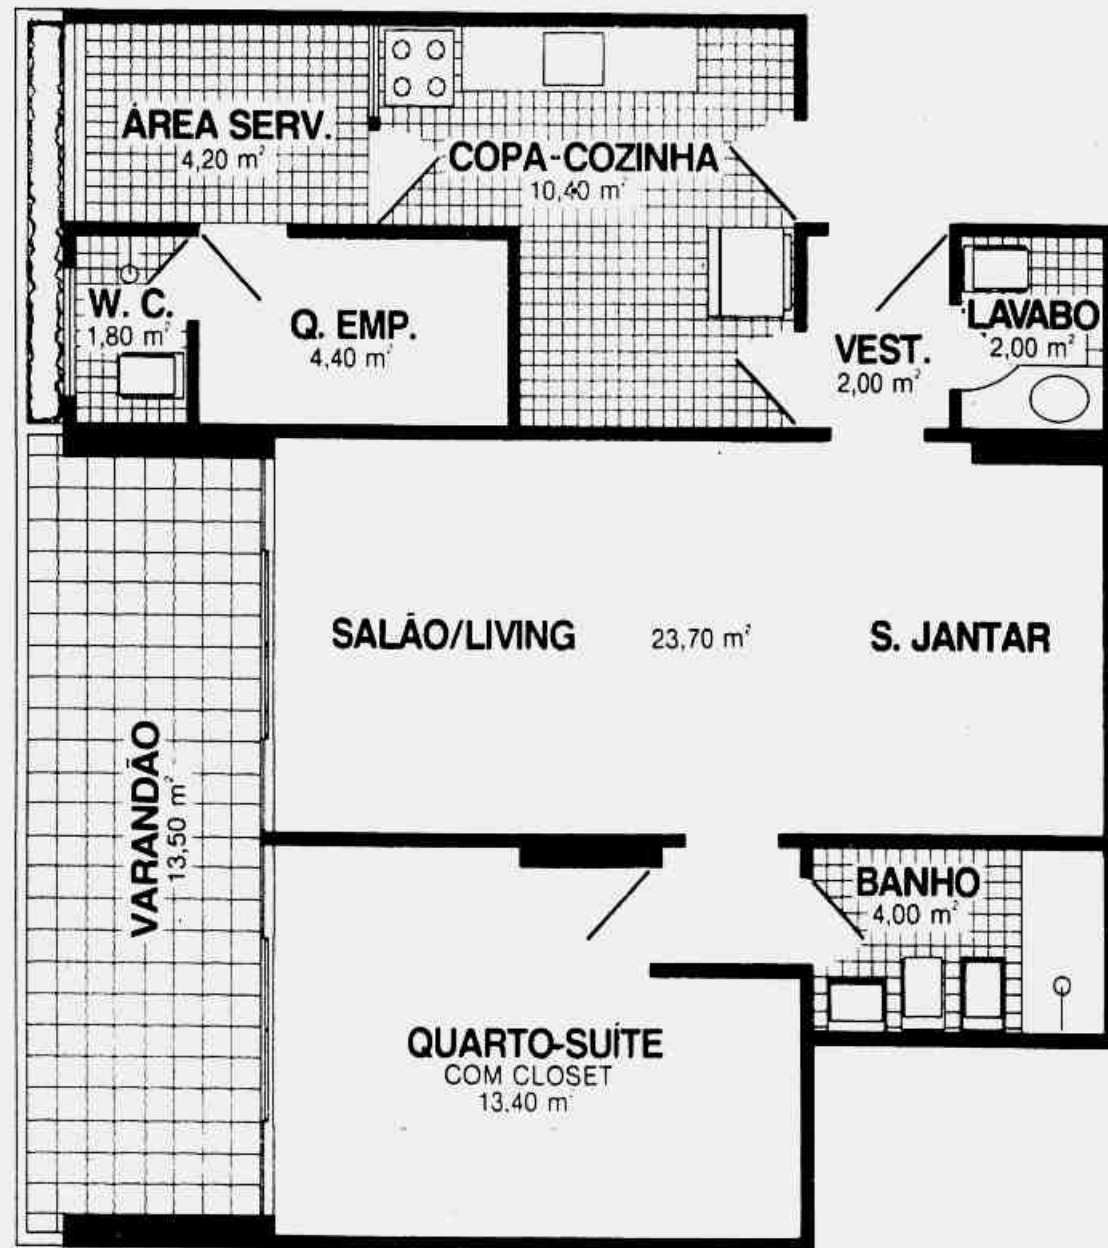 ÁREA SERV.
4,20 m²
COPA-COZINHA
10,40 m²
W. C.
1,80 m²
Q. EMP.
4,40 m²
VEST.
2,00 m²
LAVABO
2,00 m²
SALÃO/LIVING 23,70 m² S. JANTAR
VARANDÃO
13,50 m²
BANHO
4,00 m²
QUARTO-SUÍTE
COM CLOSET
13,40 m²